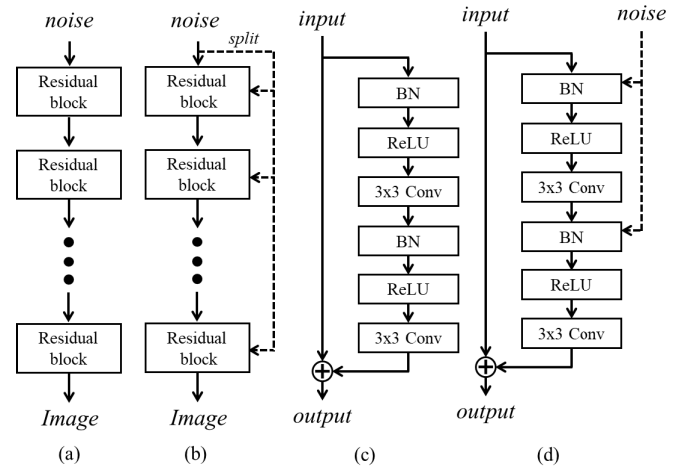 noise
Residual
block
Residual
block
Residual
block
Image
(a)
noise
split
Residual
block
Residual
block
Residual
block
Image
(b)
input
BN
ReLU
3x3 Conv
BN
ReLU
3x3 Conv
output
(c)
input
noise
BN
ReLU
3x3 Conv
BN
ReLU
3x3 Conv
output
(d)